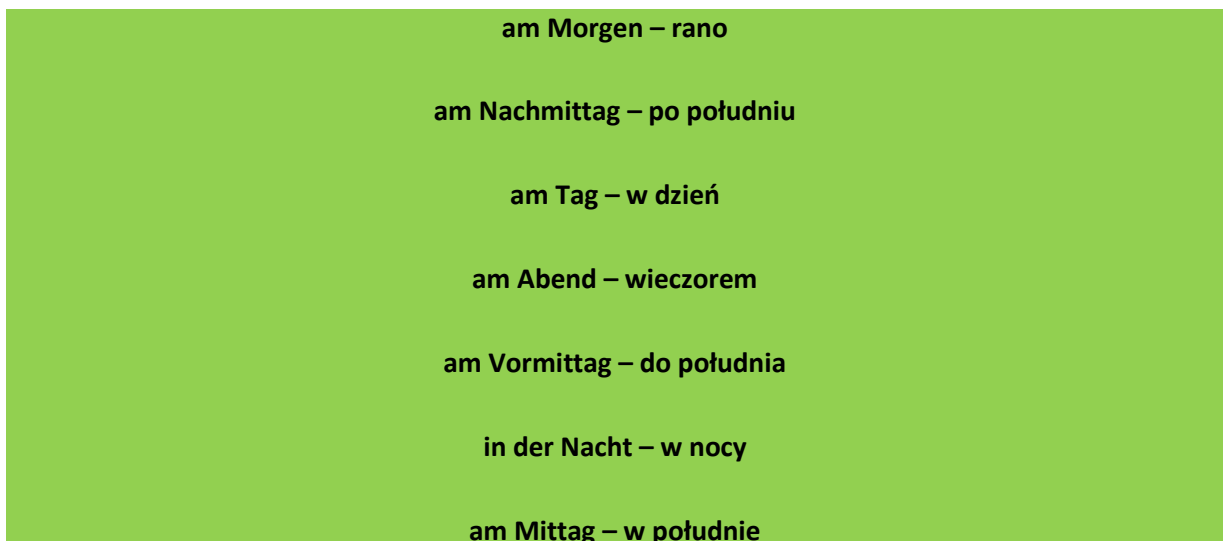 am Morgen – rano
am Nachmittag – po południu
am Tag – w dzień
am Abend – wieczorem
am Vormittag – do południa
in der Nacht – w nocy
am Mittag – w południe